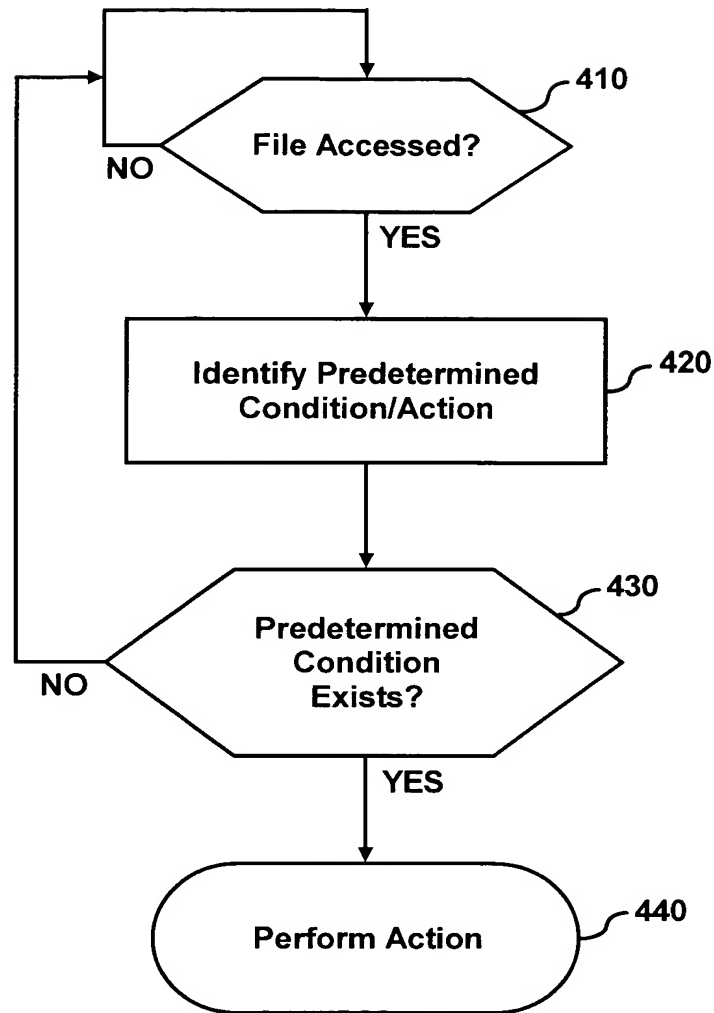 410
File Accessed?
NO
YES
Identify Predetermined
Condition/Action
420
430
Predetermined
Condition
Exists?
NO
YES
Perform Action
440